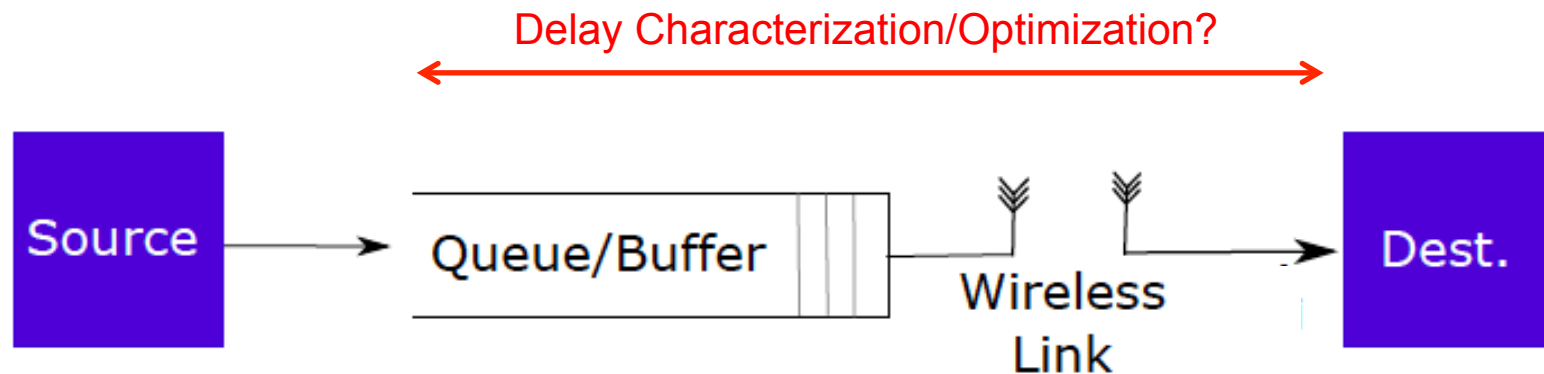 Delay Characterization/Optimization?
Source
Queue/Buffer
Wireless
Link
Dest.